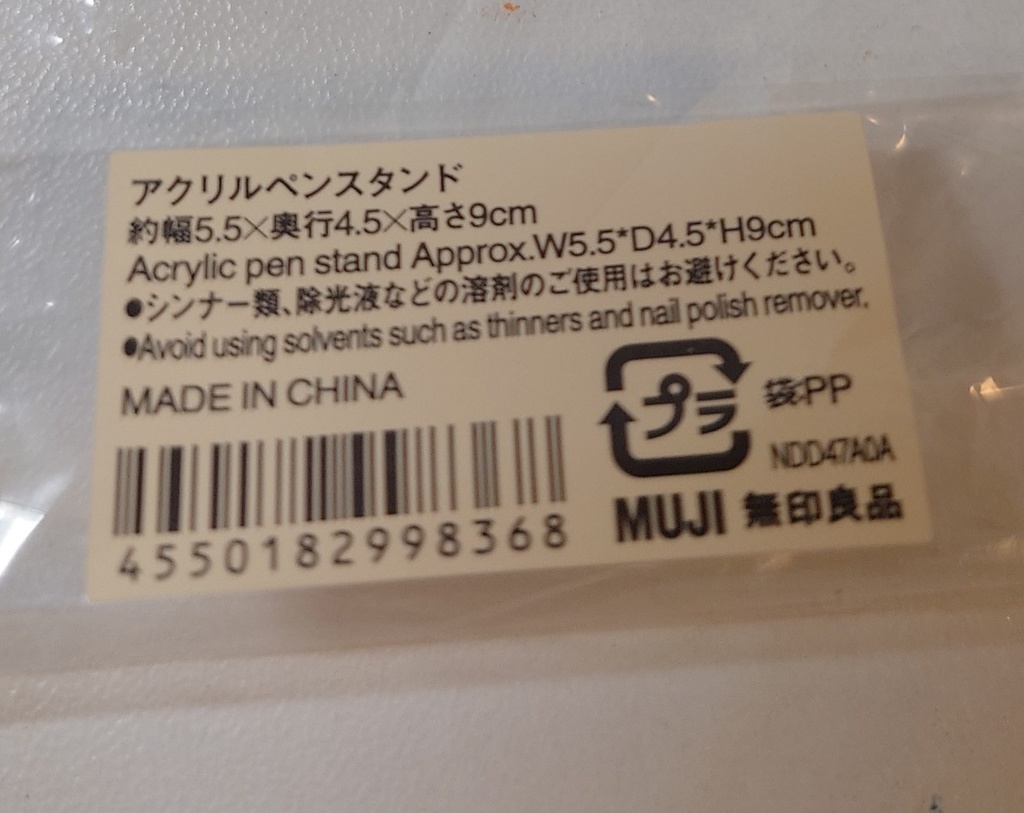 アクリルペンスタンド
約幅5.5×奥行4.5×高さ9cm
Acrylic pen stand Approx.W5.5*D4.5*H9cm
●シンナー類、除光液などの溶剤のご使用はお避けください。
●Avoid using solvents such as thinners and nail polish remover.
MADE IN CHINA
プラ 袋:PP
NDD47A0A
4550182998368
MUJI 無印良品